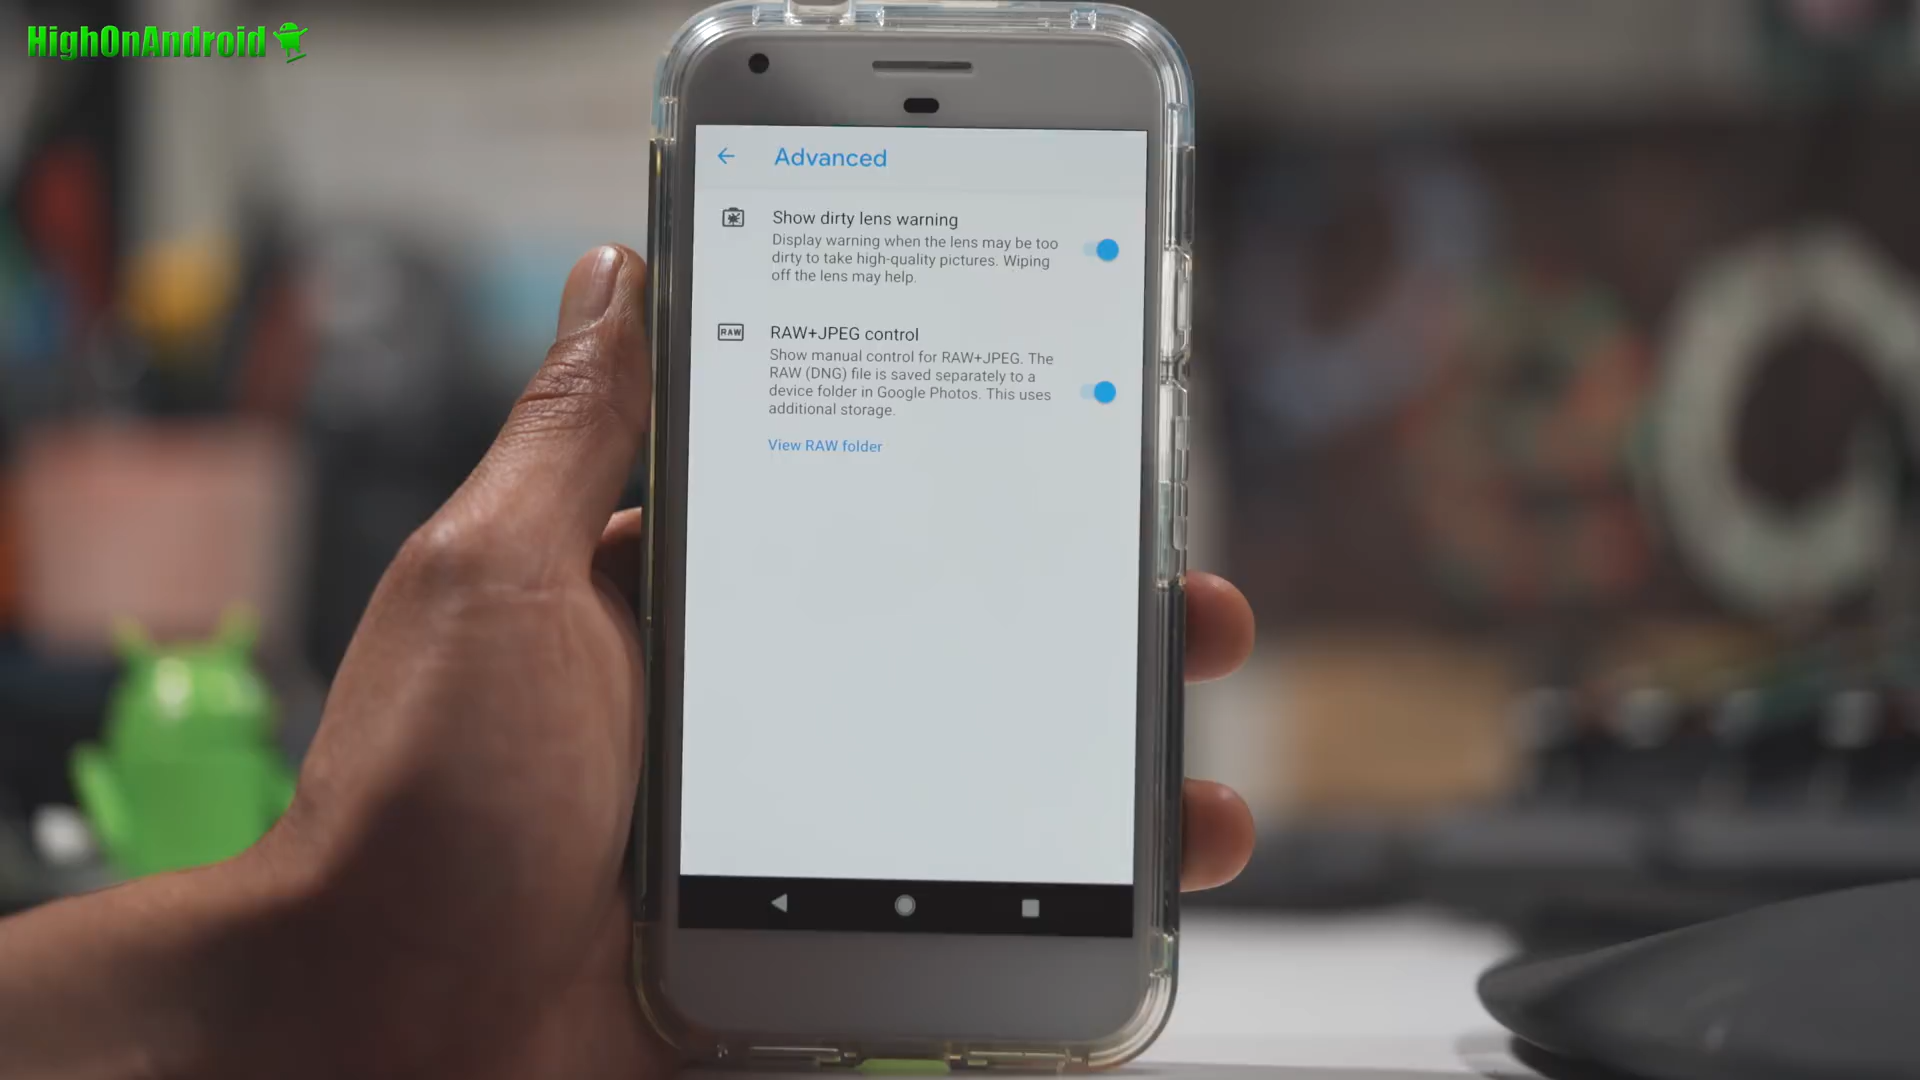 HighOnAndroid
Advanced
Show dirty lens warning
Display warning when the lens may be too
dirty to take high-quality pictures. Wiping
off the lens may help.
RAW
RAW+JPEG control
Show manual control for RAW+JPEG. The
RAW (DNG) file is saved separately to a
device folder in Google Photos. This uses
additional storage.
View RAW folder